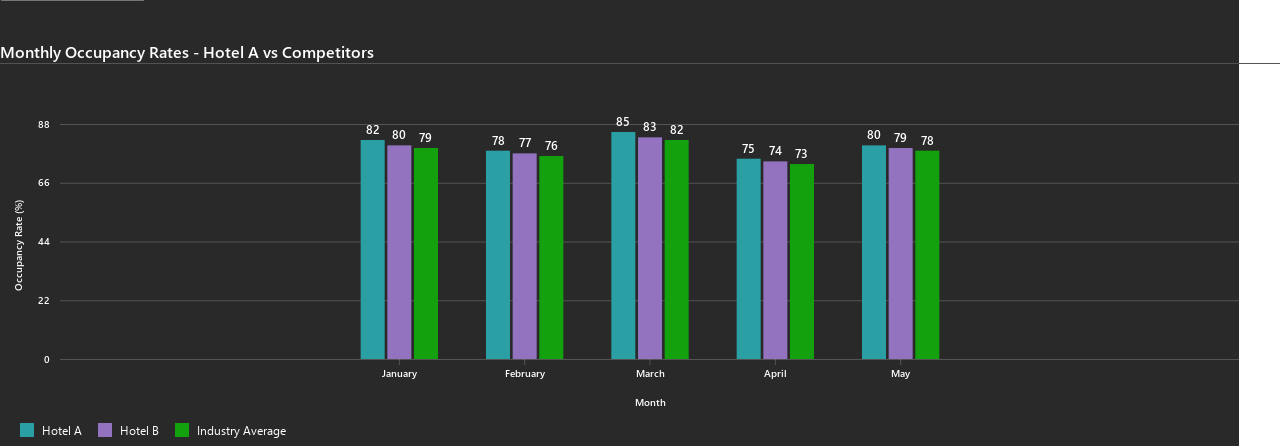 Monthly Occupancy Rates - Hotel A vs Competitors
Occupancy Rate (%)
88
66
44
22
0
82 80 79
78 77 76
85 83 82
75 74 73
80 79 78
January February March April May
Month
Hotel A Hotel B Industry Average